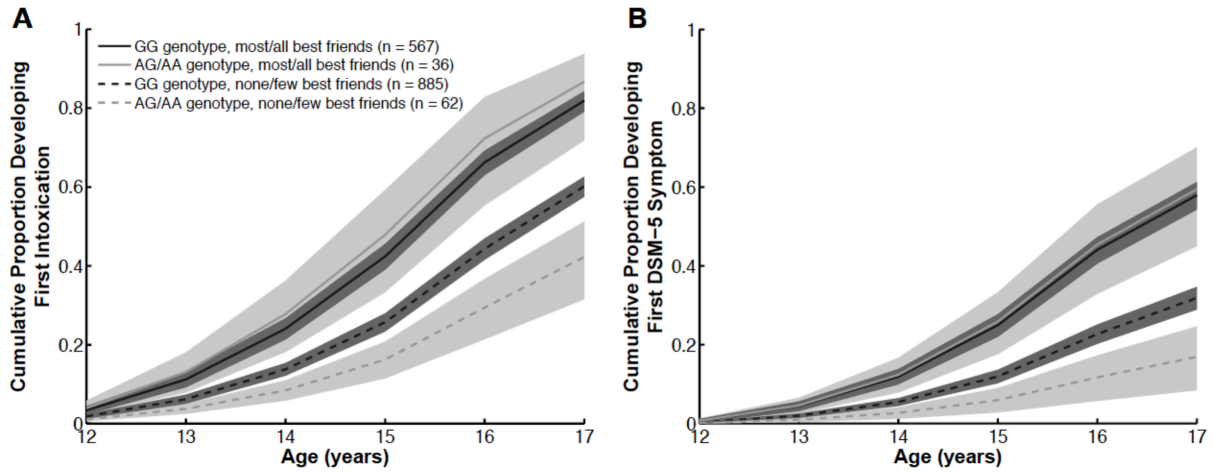 A
Cumulative Proportion Developing
First Intoxication
1
0.8
0.6
0.4
0.2
0
GG genotype, most/all best friends (n = 567)
AG/AA genotype, most/all best friends (n = 36)
GG genotype, none/few best friends (n = 885)
AG/AA genotype, none/few best friends (n = 62)
12 13 14 15 16 17
Age (years)
B
Cumulative Proportion Developing
First DSM−5 Symptom
1
0.8
0.6
0.4
0.2
0
12 13 14 15 16 17
Age (years)